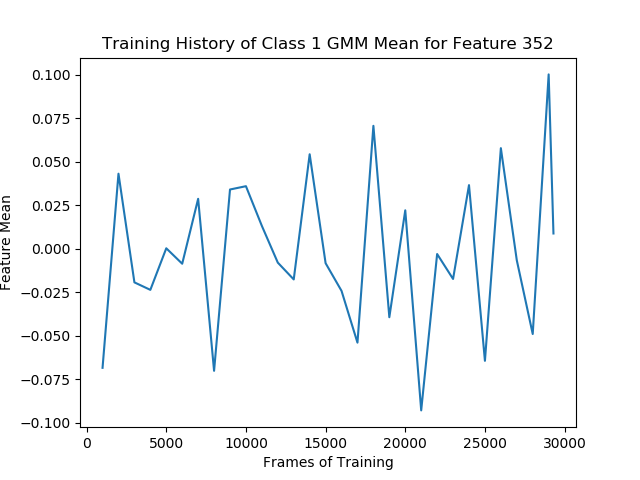 Training History of Class 1 GMM Mean for Feature 352
0.100
0.075
0.050
0.025
0.000
−0.025
−0.050
−0.075
−0.100
Feature Mean
0 5000 10000 15000 20000 25000 30000
Frames of Training